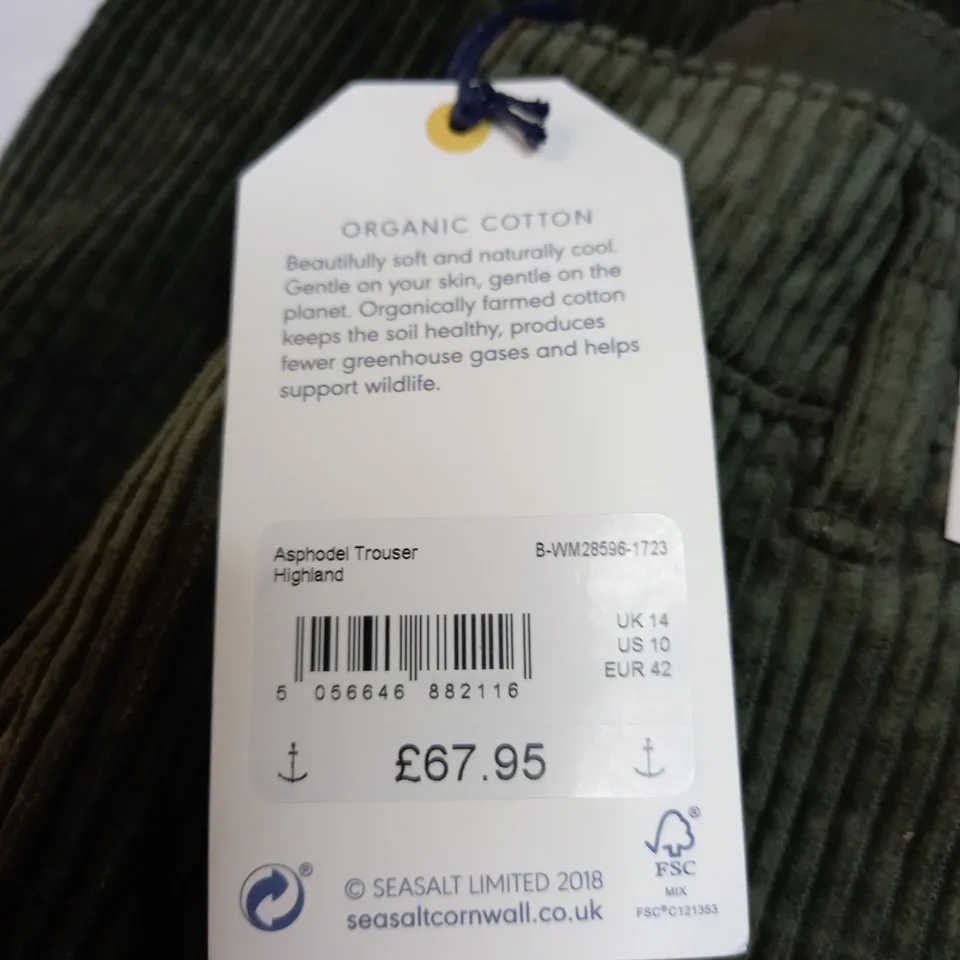 ORGANIC COTTON
Beautifully soft and naturally cool.
Gentle on your skin, gentle on the
planet. Organically farmed cotton
keeps the soil healthy, produces
fewer greenhouse gases and helps
support wildlife.
Asphodel Trouser
Highland
B-WM28596-1723
UK 14
US 10
EUR 42
5 056646 882116
£67.95
®
FSC
MIX
FSC®C121353
®
© SEASALT LIMITED 2018
seasaltcornwall.co.uk